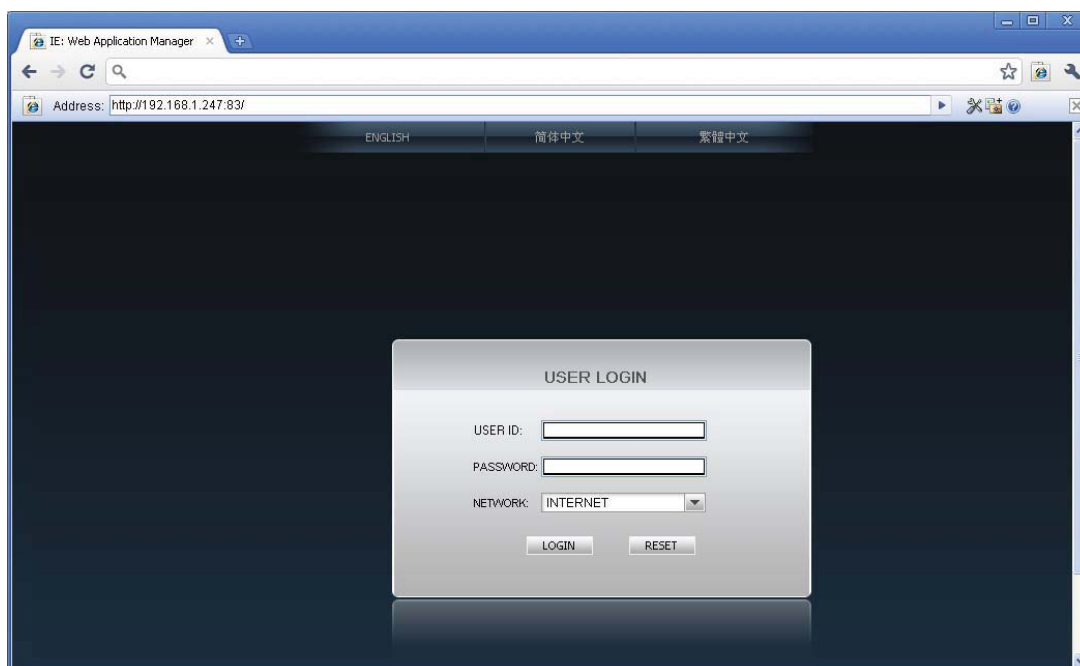 IE: Web Application Manager
Address: http://192.168.1.247:83/
ENGLISH 简体中文 繁體中文
USER LOGIN
USER ID:
PASSWORD:
NETWORK: INTERNET
LOGIN RESET